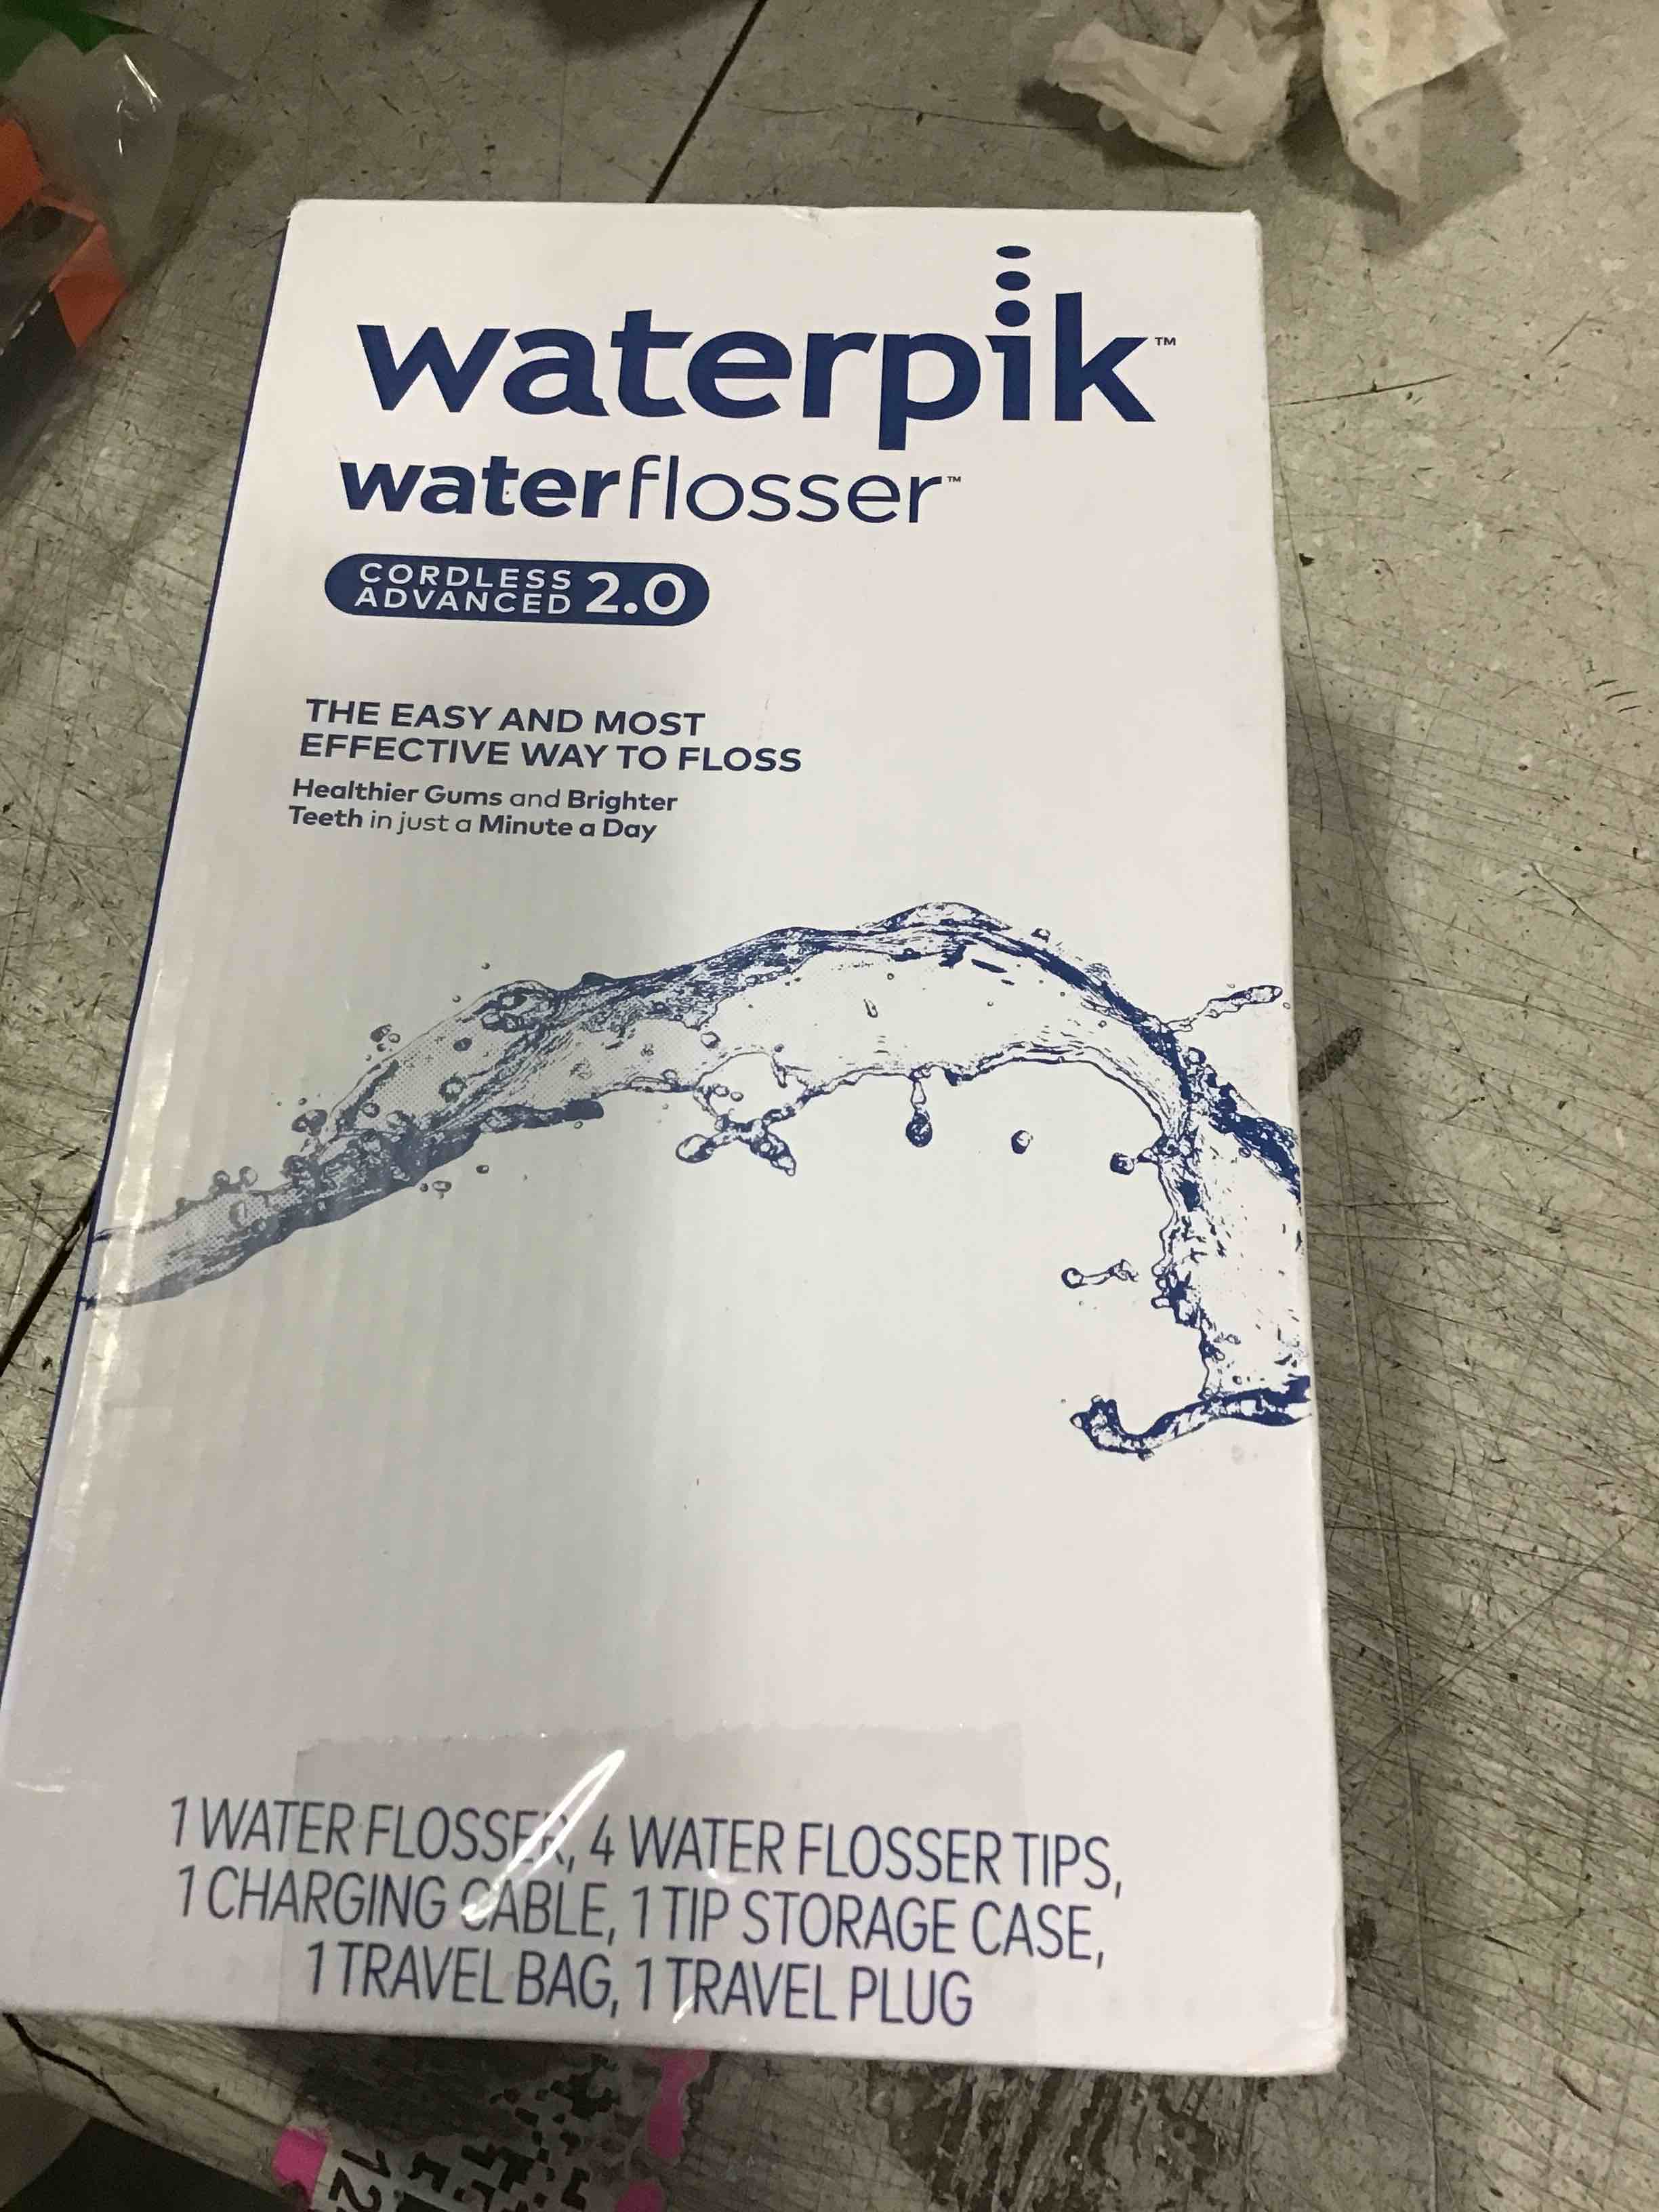 waterpik™
waterflosser™
CORDLESS
ADVANCED 2.0
THE EASY AND MOST
EFFECTIVE WAY TO FLOSS
Healthier Gums and Brighter
Teeth in just a Minute a Day
1 WATER FLOSSER, 4 WATER FLOSSER TIPS,
1 CHARGING CABLE, 1 TIP STORAGE CASE,
1 TRAVEL BAG, 1 TRAVEL PLUG
12